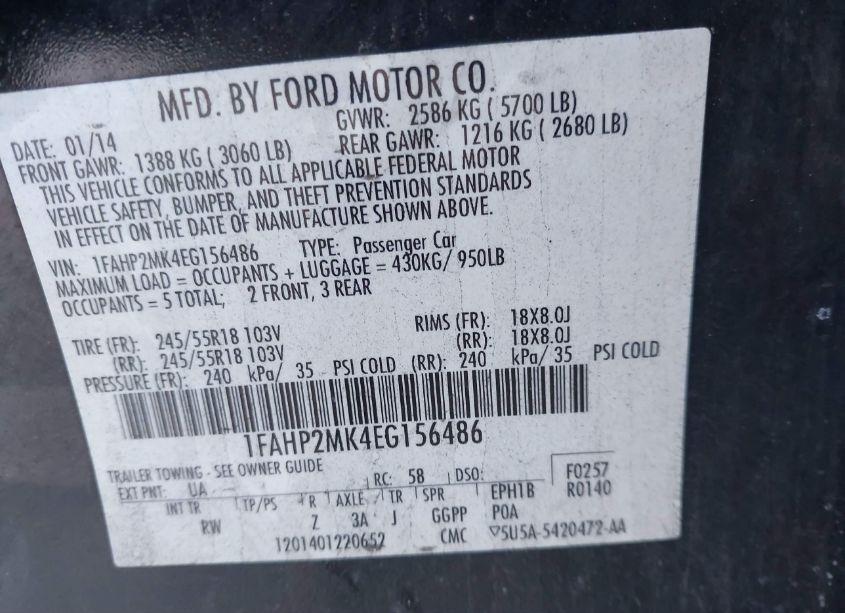 MFD. BY FORD MOTOR CO.
DATE: 01/14 GVWR: 2586 KG ( 5700 LB)
FRONT GAWR: 1388 KG ( 3060 LB) REAR GAWR: 1216 KG ( 2680 LB)
THIS VEHICLE CONFORMS TO ALL APPLICABLE FEDERAL MOTOR
VEHICLE SAFETY, BUMPER, AND THEFT PREVENTION STANDARDS
IN EFFECT ON THE DATE OF MANUFACTURE SHOWN ABOVE.
VIN: 1FAHP2MK4EG156486 TYPE: Passenger Car
MAXIMUM LOAD = OCCUPANTS + LUGGAGE = 430KG/ 950LB
OCCUPANTS = 5 TOTAL; 2 FRONT, 3 REAR
TIRE (FR): 245/55R18 103V RIMS (FR): 18X8.0J
(RR): 245/55R18 103V (RR): 18X8.0J
PRESSURE (FR): 240 kPa/ 35 PSI COLD (RR): 240 kPa/ 35 PSI COLD
1FAHP2MK4EG156486
TRAILER TOWING - SEE OWNER GUIDE
EXT PNT: UA RC: 58 DSO: F0257
INT TR TP/PS R AXLE TR SPR EPH1B R0140
RW Z 3A J GGPP POA
1201401220652 CMC 5U5A-5420472-AA